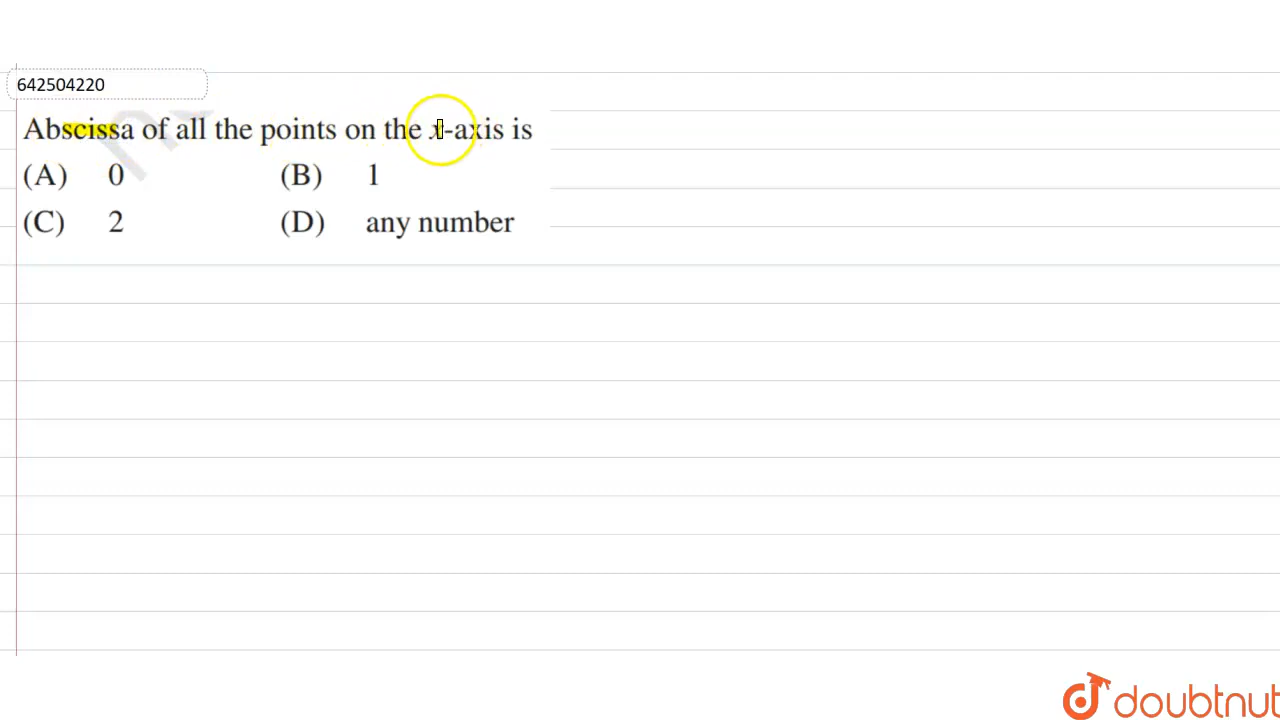 642504220
Abscissa of all the points on the x-axis is
(A) 0 (B) 1
(C) 2 (D) any number
doubtnut